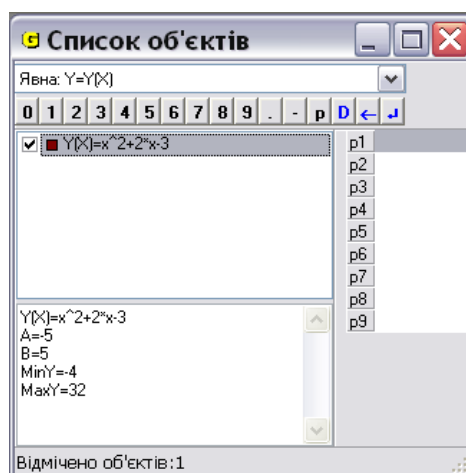 G Список об'єктів
Явна: Y=Y(X)
0 1 2 3 4 5 6 7 8 9 . - p D ← ↲
Y(X)=x^2+2*x-3
p1
p2
p3
p4
p5
p6
p7
p8
p9
Y(X)=x^2+2*x-3
A=-5
B=5
MinY=-4
MaxY=32
Відмічено об'єктів:1